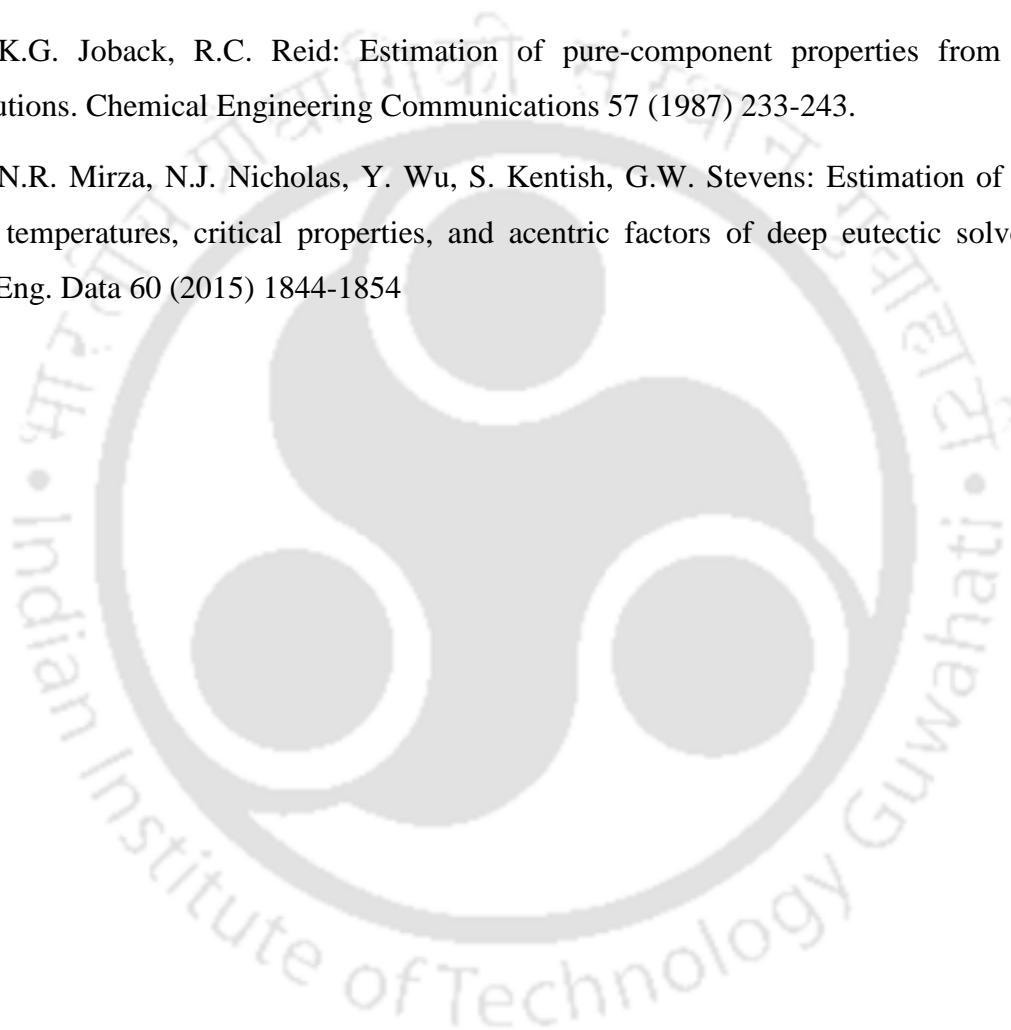 K.G. Joback, R.C. Reid: Estimation of pure-component properties from
utions. Chemical Engineering Communications 57 (1987) 233-243.
N.R. Mirza, N.J. Nicholas, Y. Wu, S. Kentish, G.W. Stevens: Estimation of
temperatures, critical properties, and acentric factors of deep eutectic solv
Eng. Data 60 (2015) 1844-1854
भारतीय प्रौद्योगिकी संस्थान गुवाहाटी
• Indian Institute of Technology Guwahati •